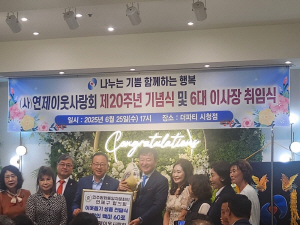 나누는 기쁨 함께하는 행복
(사)연제이웃사랑회 제20주년 기념식 및 6대 이사장 취임식
일시 : 2025년 6월 25일(수) 17시
장소 : 더파티 시청점
Congratulations